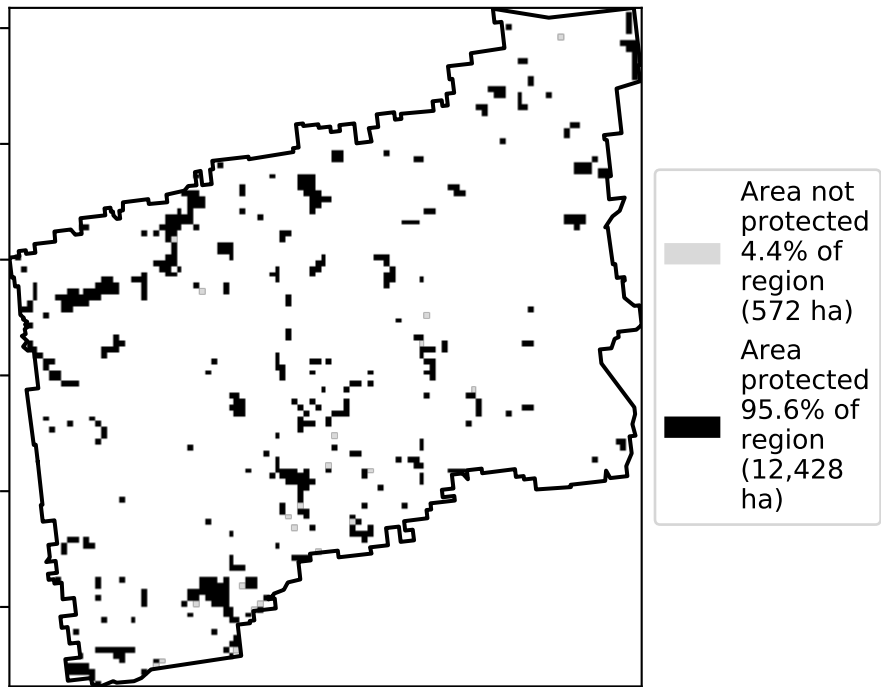 Area not
protected
4.4% of
region
(572 ha)
Area
protected
95.6% of
region
(12,428
ha)